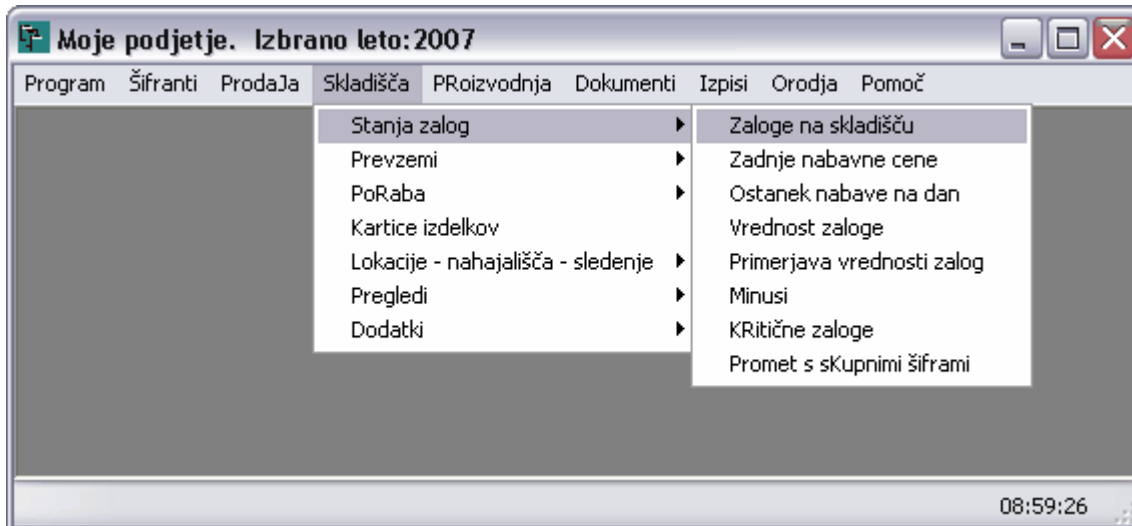 Moje podjetje. Izbrano leto:2007
Program Šifranti ProdaJa Skladišča PRoizvodnja Dokumenti Izpisi Orodja Pomoč
Stanja zalog
Prevzemi
PoRaba
Kartice izdelkov
Lokacije - nahajališča - sledenje
Pregledi
Dodatki
Zaloge na skladišču
Zadnje nabavne cene
Ostanek nabave na dan
Vrednost zaloge
Primerjava vrednosti zalog
Minusi
KRitične zaloge
Promet s sKupnimi šiframi
08:59:26